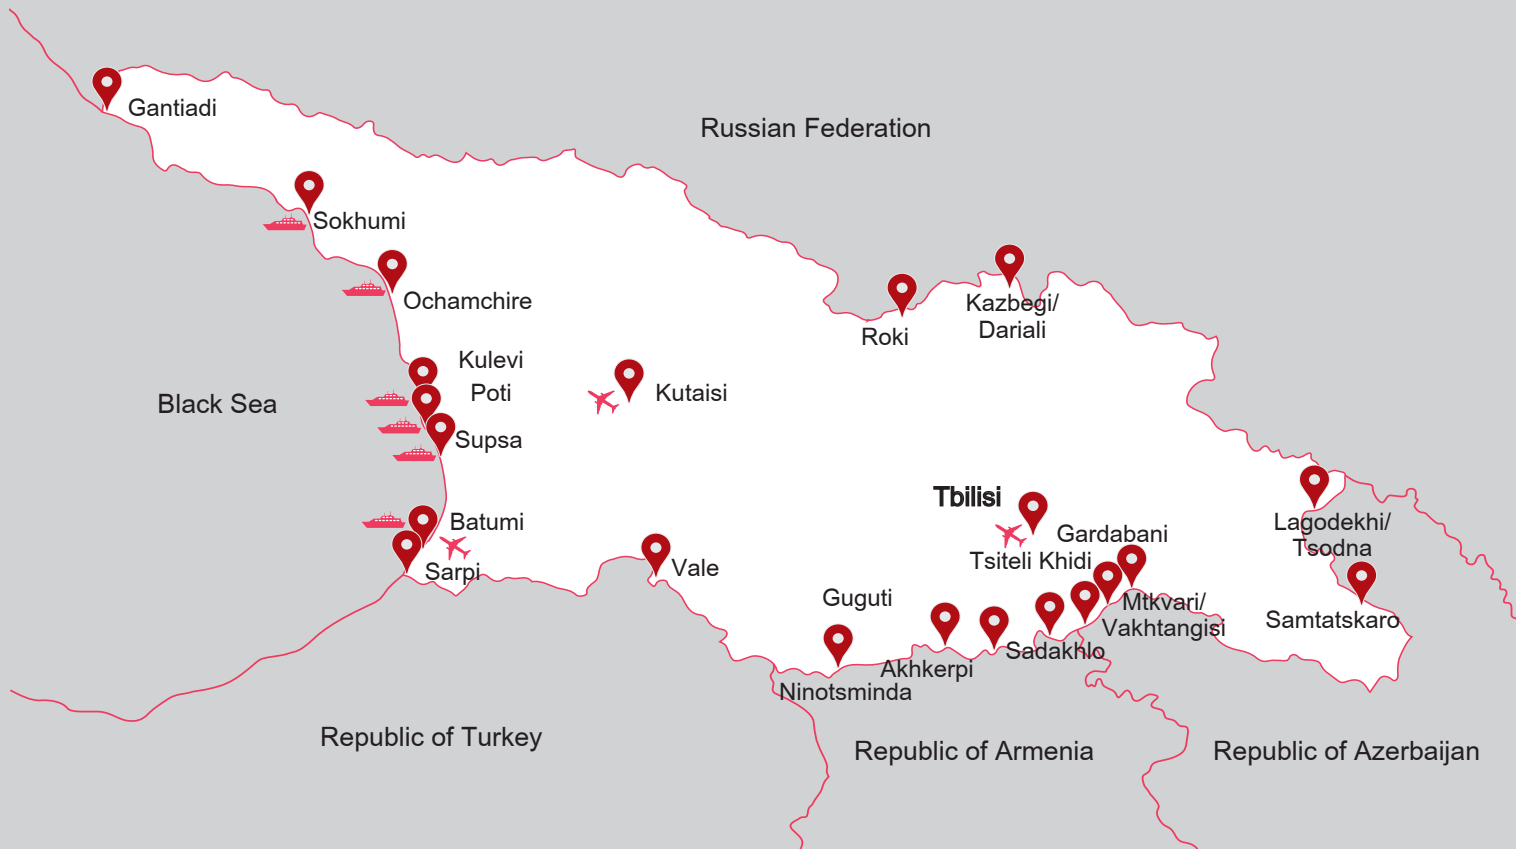 Gantiadi
Russian Federation
Sokhumi
Ochamchire
Kazbegi/
Dariali
Roki
Kulevi
Poti
Kutaisi
Black Sea
Supsa
Tbilisi
Batumi
Gardabani
Lagodekhi/
Tsodna
Tsiteli Khidi
Sarpi
Vale
Guguti
Mtkvari/
Vakhtangisi
Samtatskaro
Sadakhlo
Akhkerpi
Ninotsminda
Republic of Turkey
Republic of Armenia
Republic of Azerbaijan